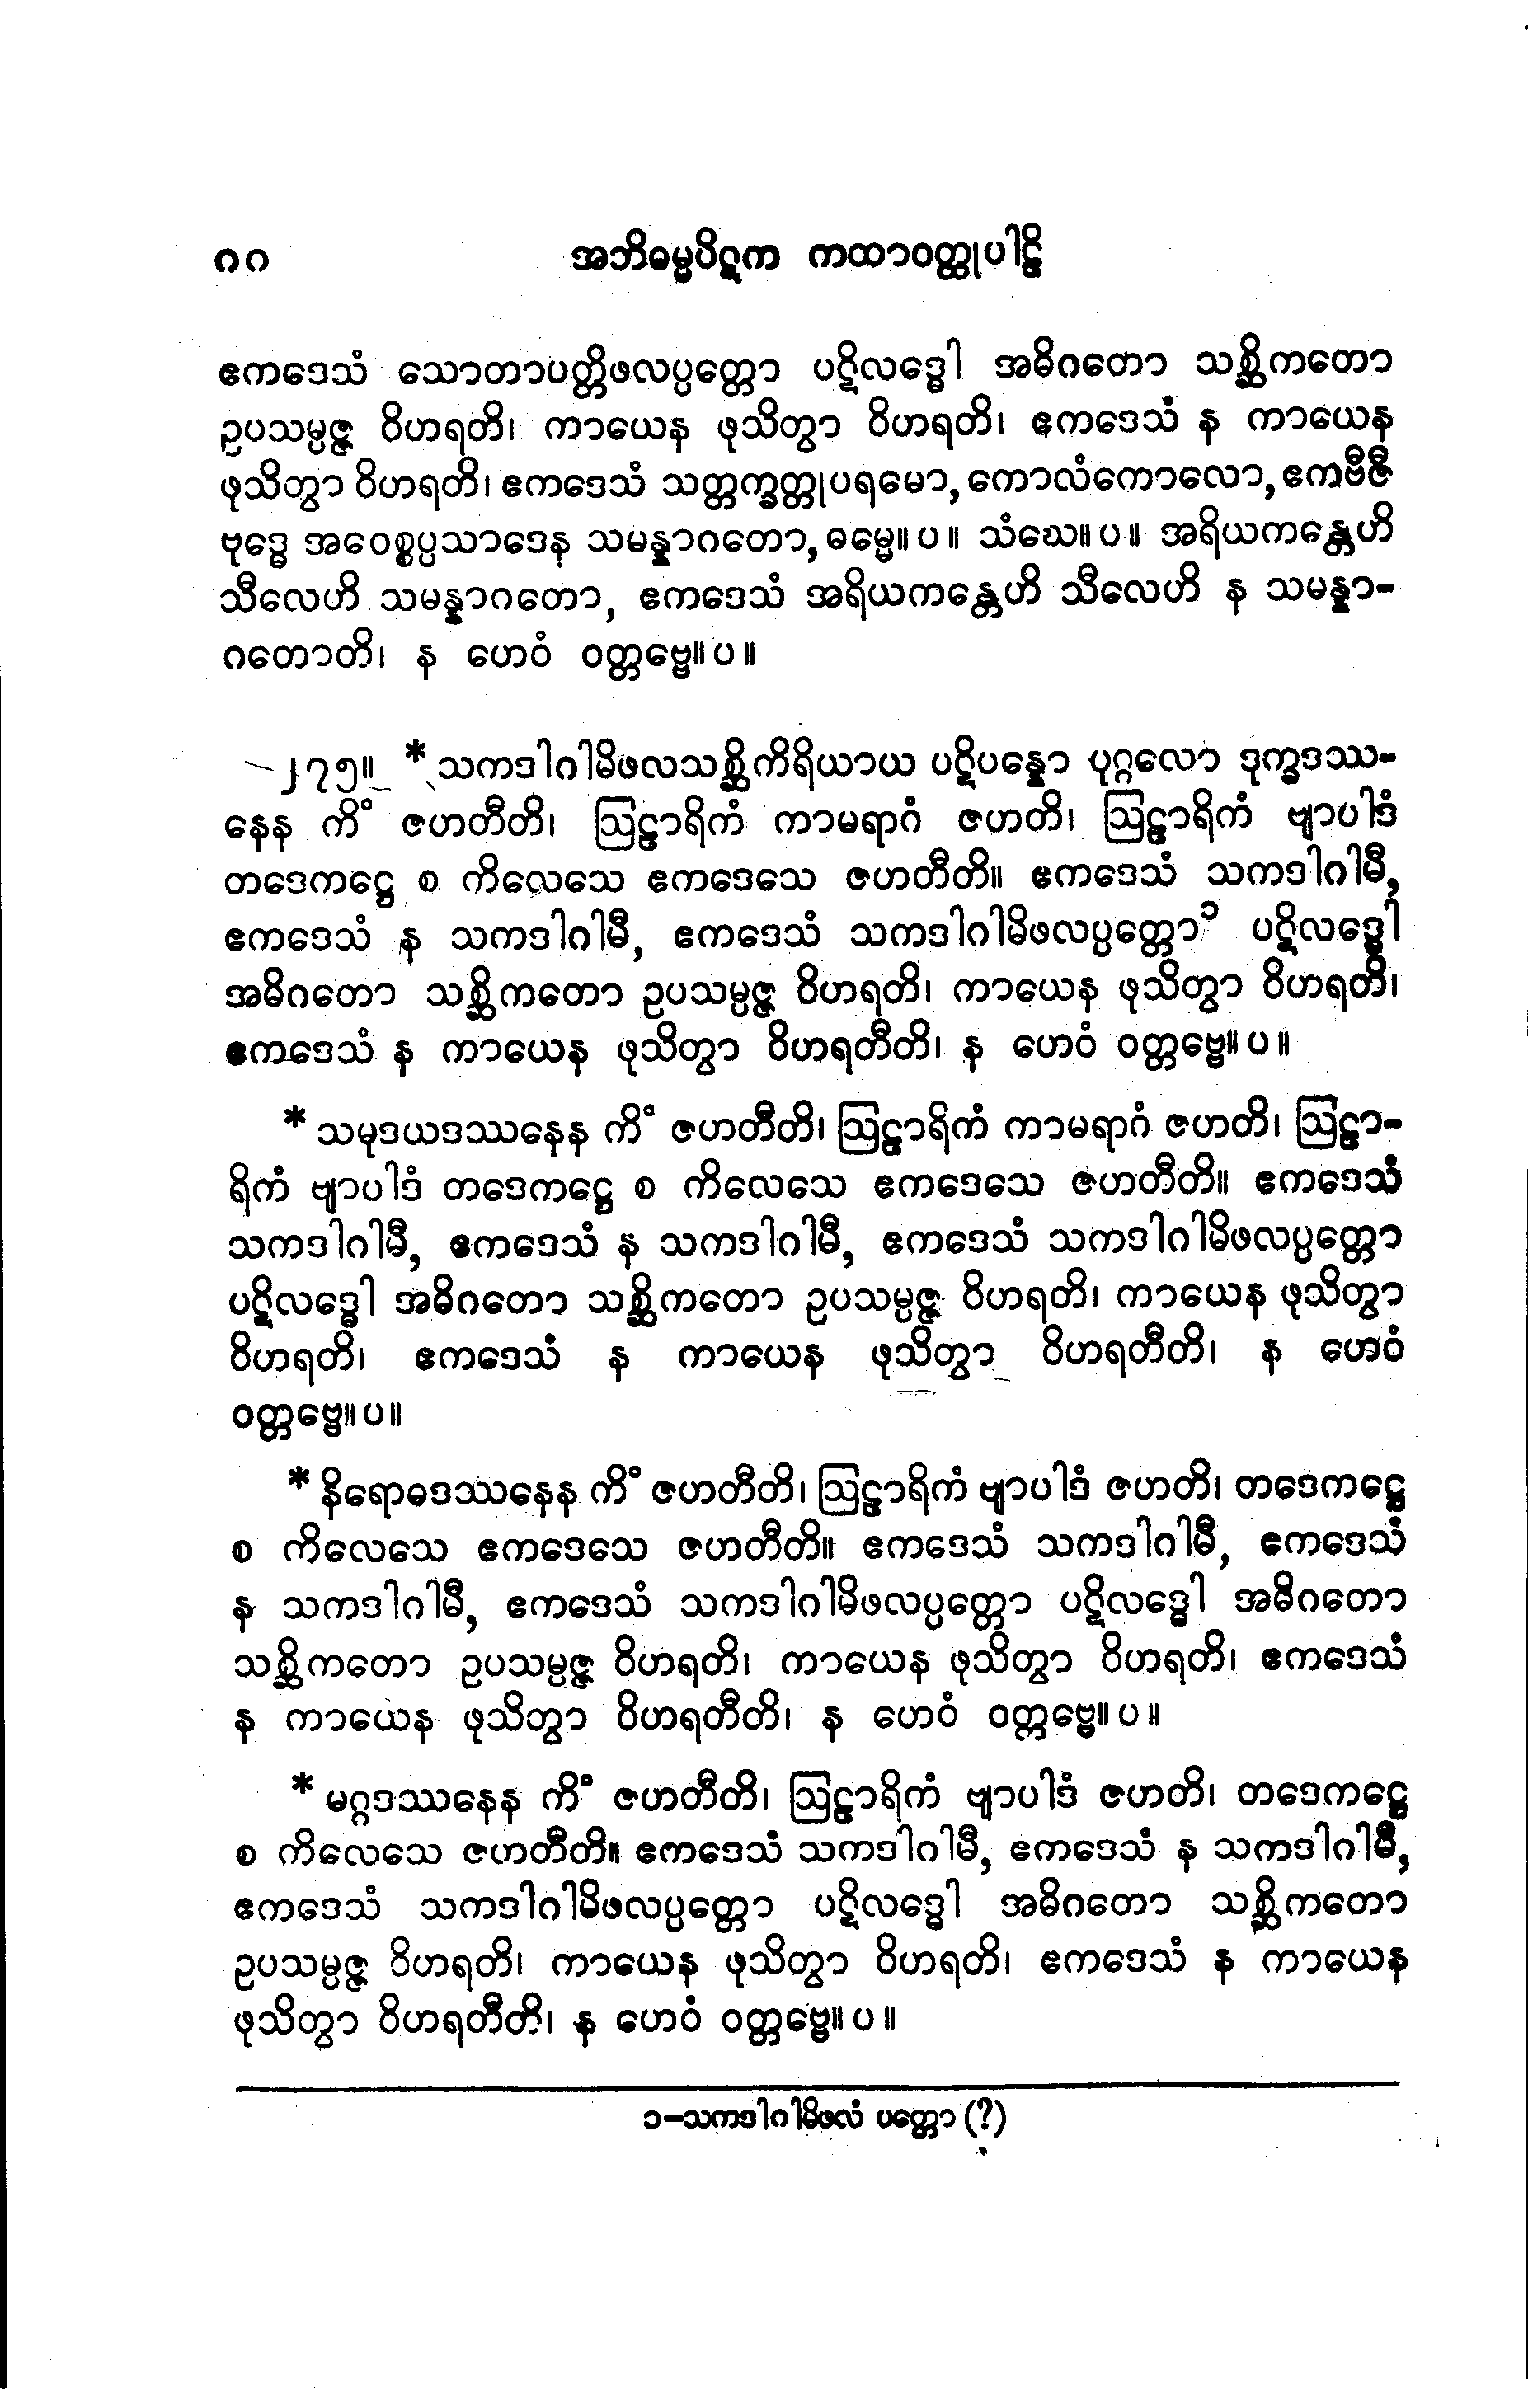 ၈၈ အဘိဓမ္မပိဋက ကထာဝတ္ထုပါဠိ
ဧကဒေသံ သောတာပတ္တိဖလပ္ပတ္တော ပဋိလဒ္ဓေါ အဓိဂတော သစ္ဆိကတော
ဥပသမ္ပဇ္ဇ ဝိဟရတိ၊ ကာယေန ဖုသိတွာ ဝိဟရတိ၊ ဧကဒေသံ န ကာယေန
ဖုသိတွာ ဝိဟရတိ၊ ဧကဒေသံ သတ္တက္ခတ္တုပရမော, ကောလံကောလော, ဧကဗီဇီ
ဗုဒ္ဓေ အဝေစ္စပ္ပသာဒေန သမန္နာဂတော, ဓမ္မေ။ ပ ။ သံဃေ။ ပ ။ အရိယကန္တေဟိ
သီလေဟိ သမန္နာဂတော, ဧကဒေသံ အရိယကန္တေဟိ သီလေဟိ န သမန္နာ-
ဂတောတိ၊ န ဟေဝံ ဝတ္တဗ္ဗေ။ ပ ။
၂၇၅။ * သကဒါဂါမိဖလသစ္ဆိကိရိယာယ ပဋိပန္နော ပုဂ္ဂလော ဒုက္ခဒဿ-
နေန ကိံ ဇဟတီတိ၊ ဩဠာရိကံ ကာမရာဂံ ဇဟတိ၊ ဩဠာရိကံ ဗျာပါဒံ
တဒေကဋ္ဌေ စ ကိလေသေ ဧကဒေသေ ဇဟတီတိ။ ဧကဒေသံ သကဒါဂါမီ,
ဧကဒေသံ န သကဒါဂါမီ, ဧကဒေသံ သကဒါဂါမိဖလပ္ပတ္တော၁ ပဋိလဒ္ဓေါ
အဓိဂတော သစ္ဆိကတော ဥပသမ္ပဇ္ဇ ဝိဟရတိ၊ ကာယေန ဖုသိတွာ ဝိဟရတိ၊
ဧကဒေသံ န ကာယေန ဖုသိတွာ ဝိဟရတီတိ၊ န ဟေဝံ ဝတ္တဗ္ဗေ။ ပ ။
* သမုဒယဒဿနေန ကိံ ဇဟတီတိ၊ ဩဠာရိကံ ကာမရာဂံ ဇဟတိ၊ ဩဠာ-
ရိကံ ဗျာပါဒံ တဒေကဋ္ဌေ စ ကိလေသေ ဧကဒေသေ ဇဟတီတိ။ ဧကဒေသံ
သကဒါဂါမီ, ဧကဒေသံ န သကဒါဂါမီ, ဧကဒေသံ သကဒါဂါမိဖလပ္ပတ္တော
ပဋိလဒ္ဓေါ အဓိဂတော သစ္ဆိကတော ဥပသမ္ပဇ္ဇ ဝိဟရတိ၊ ကာယေန ဖုသိတွာ
ဝိဟရတိ၊ ဧကဒေသံ န ကာယေန ဖုသိတွာ ဝိဟရတီတိ၊ န ဟေဝံ
ဝတ္တဗ္ဗေ။ ပ ။
* နိရောဓဒဿနေန ကိံ ဇဟတီတိ၊ ဩဠာရိကံ ဗျာပါဒံ ဇဟတိ၊ တဒေကဋ္ဌေ
စ ကိလေသေ ဧကဒေသေ ဇဟတီတိ။ ဧကဒေသံ သကဒါဂါမီ, ဧကဒေသံ
န သကဒါဂါမီ, ဧကဒေသံ သကဒါဂါမိဖလပ္ပတ္တော ပဋိလဒ္ဓေါ အဓိဂတော
သစ္ဆိကတော ဥပသမ္ပဇ္ဇ ဝိဟရတိ၊ ကာယေန ဖုသိတွာ ဝိဟရတိ၊ ဧကဒေသံ
န ကာယေန ဖုသိတွာ ဝိဟရတီတိ၊ န ဟေဝံ ဝတ္တဗ္ဗေ။ ပ ။
* မဂ္ဂဒဿနေန ကိံ ဇဟတီတိ၊ ဩဠာရိကံ ဗျာပါဒံ ဇဟတိ၊ တဒေကဋ္ဌေ
စ ကိလေသေ ဇဟတီတိ။ ဧကဒေသံ သကဒါဂါမီ, ဧကဒေသံ န သကဒါဂါမီ,
ဧကဒေသံ သကဒါဂါမိဖလပ္ပတ္တော ပဋိလဒ္ဓေါ အဓိဂတော သစ္ဆိကတော
ဥပသမ္ပဇ္ဇ ဝိဟရတိ၊ ကာယေန ဖုသိတွာ ဝိဟရတိ၊ ဧကဒေသံ န ကာယေန
ဖုသိတွာ ဝိဟရတီတိ၊ န ဟေဝံ ဝတ္တဗ္ဗေ။ ပ ။
၁-သကဒါဂါမိဖလံ ပတ္တော (?)